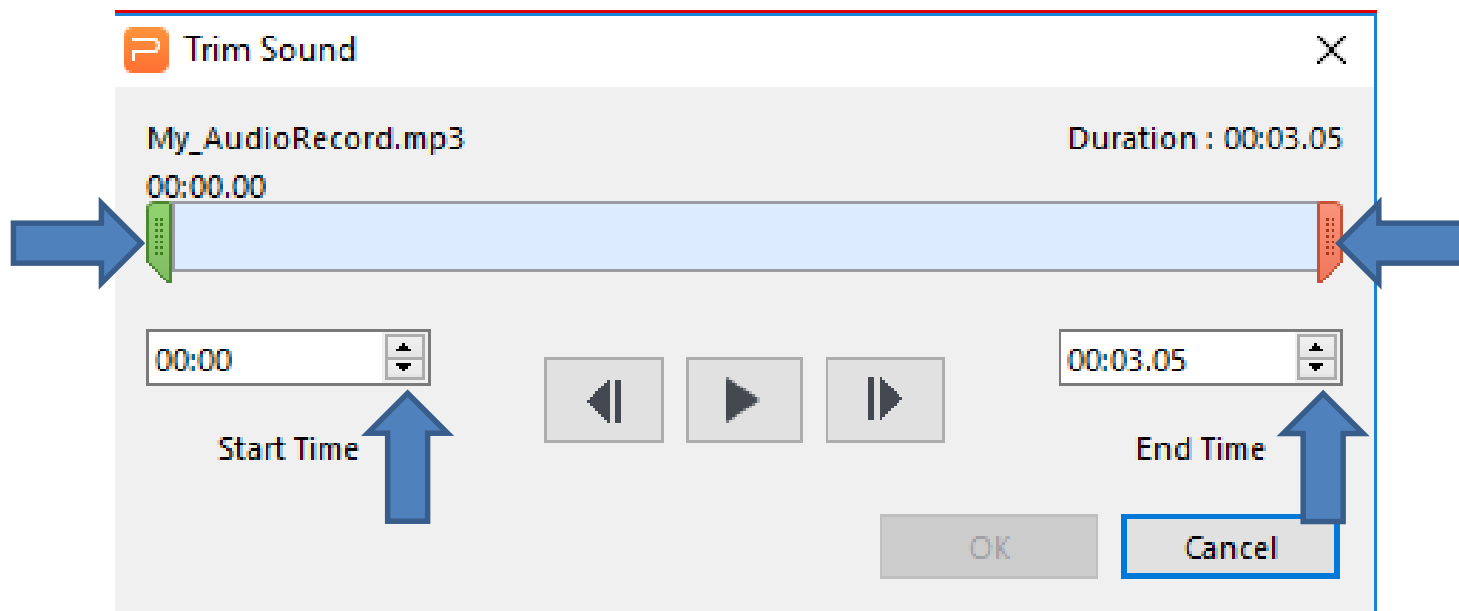 Trim Sound
My_AudioRecord.mp3
Duration : 00:03.05
00:00.00
00:00
00:03.05
Start Time
End Time
OK
Cancel